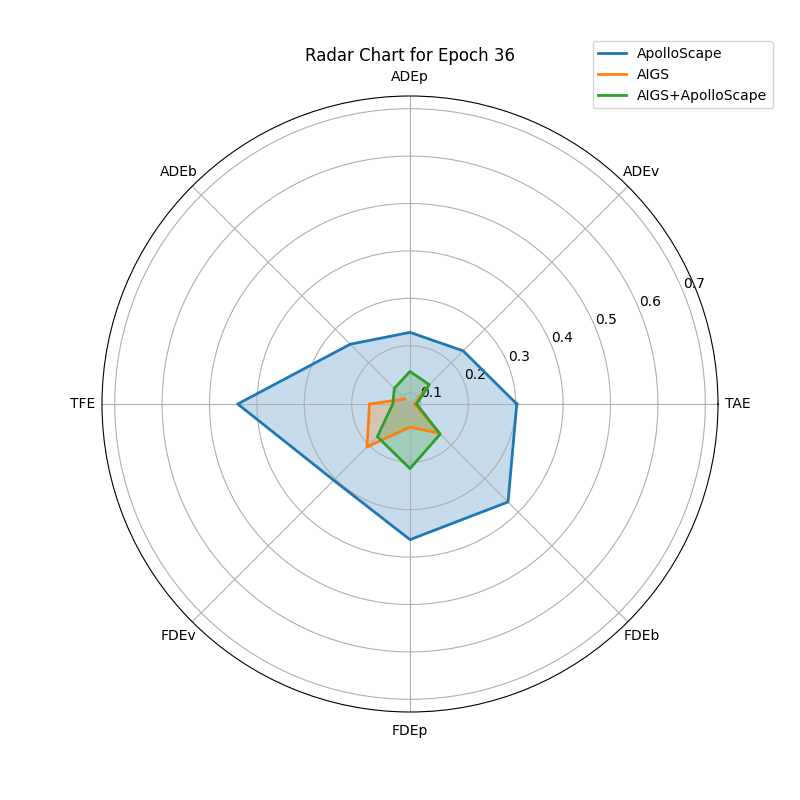 Radar Chart for Epoch 36
ApolloScape
AIGS
AIGS+ApolloScape
ADEp
ADEb
ADEv
0.7
0.6
0.5
0.4
0.3
0.2
0.1
TFE
TAE
FDEv
FDEb
FDEp